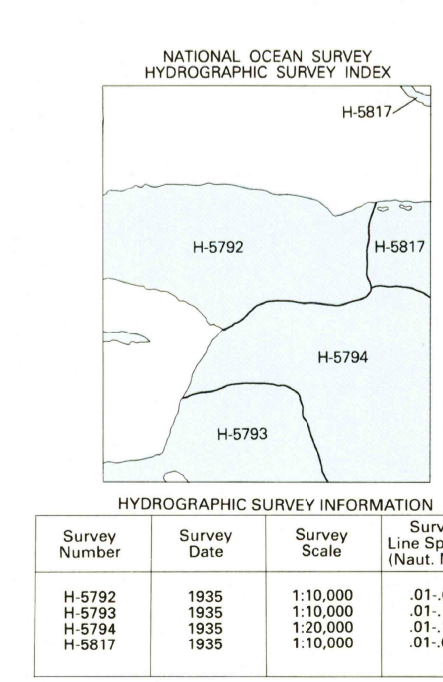 NATIONAL OCEAN SURVEY
HYDROGRAPHIC SURVEY INDEX
H-5817
H-5792
H-5817
H-5794
H-5793
HYDROGRAPHIC SURVEY INFORMATION
Survey Number
Survey Date
Survey Scale
Line
(Naut.
H-5792 1935 1:10,000
H-5793 1935 1:10,000
H-5794 1935 1:20,000
H-5817 1935 1:10,000